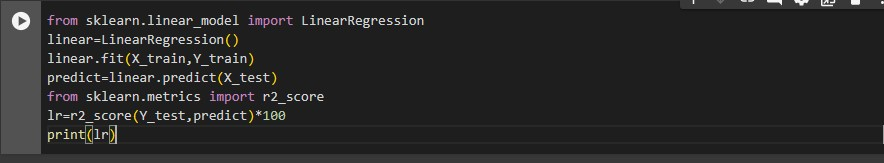 from sklearn.linear_model import LinearRegression
linear=LinearRegression()
linear.fit(X_train,Y_train)
predict=linear.predict(X_test)
from sklearn.metrics import r2_score
lr=r2_score(Y_test,predict)*100
print(lr)